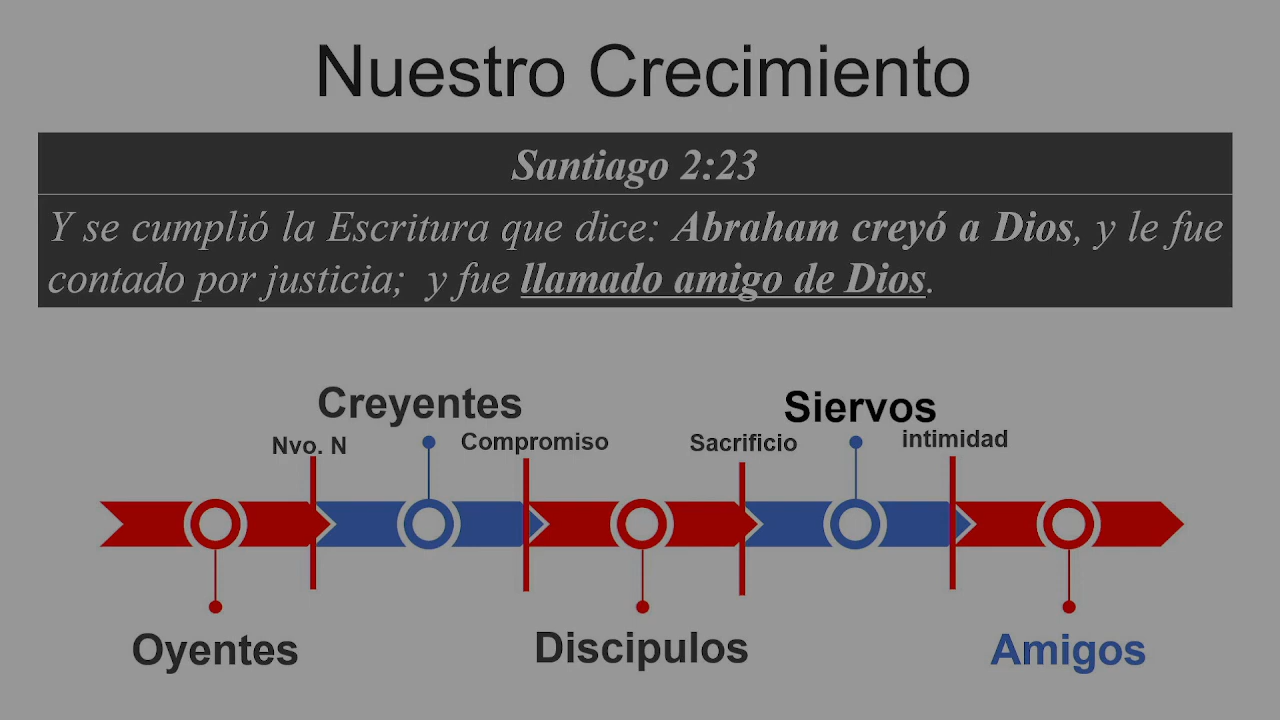 Nuestro Crecimiento
Santiago 2:23
Y se cumplió la Escritura que dice: Abraham creyó a Dios, y le fue
contado por justicia; y fue llamado amigo de Dios.
Creyentes
Siervos
Nvo. N
Compromiso
Sacrificio
intimidad
Oyentes
Discipulos
Amigos